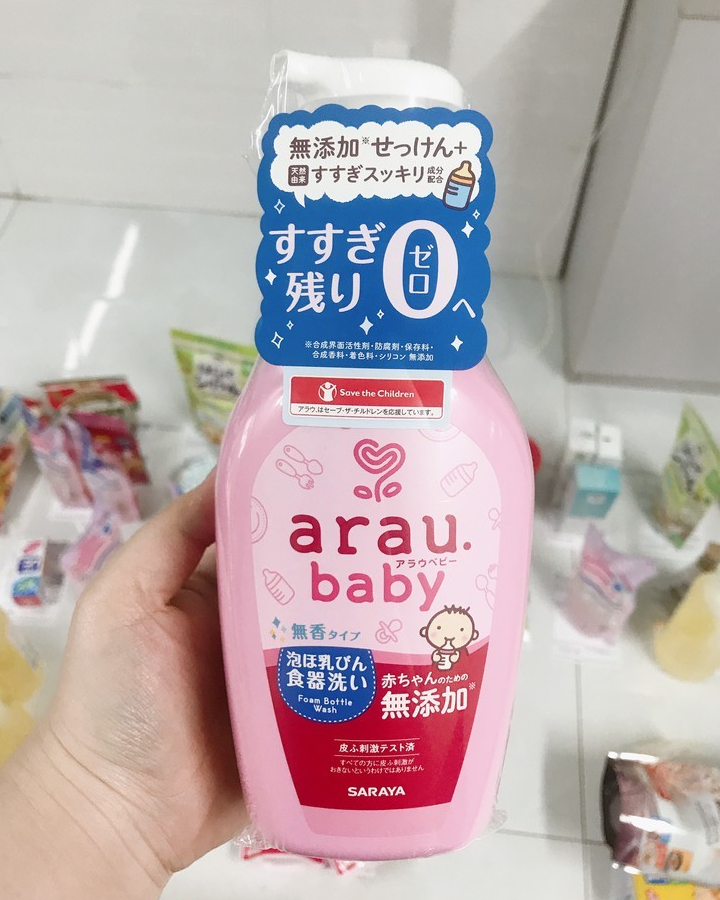 無添加※せっけん+
天然由来 すすぎスッキリ 成分配合
すすぎ
残り
0
ゼロ
へ
※合成界面活性剤・防腐剤・保存料・
合成香料・着色料・シリコン 無添加
Save the Children
アラウ.はセーブ・ザ・チルドレンを応援しています。
arau.
アラウベビー
baby
無香タイプ
泡ほ乳びん
食器洗い
Foam Bottle
Wash
赤ちゃんのための
無添加※
皮ふ刺激テスト済
すべての方に皮ふ刺激が
おきないというわけではありません
SARAYA